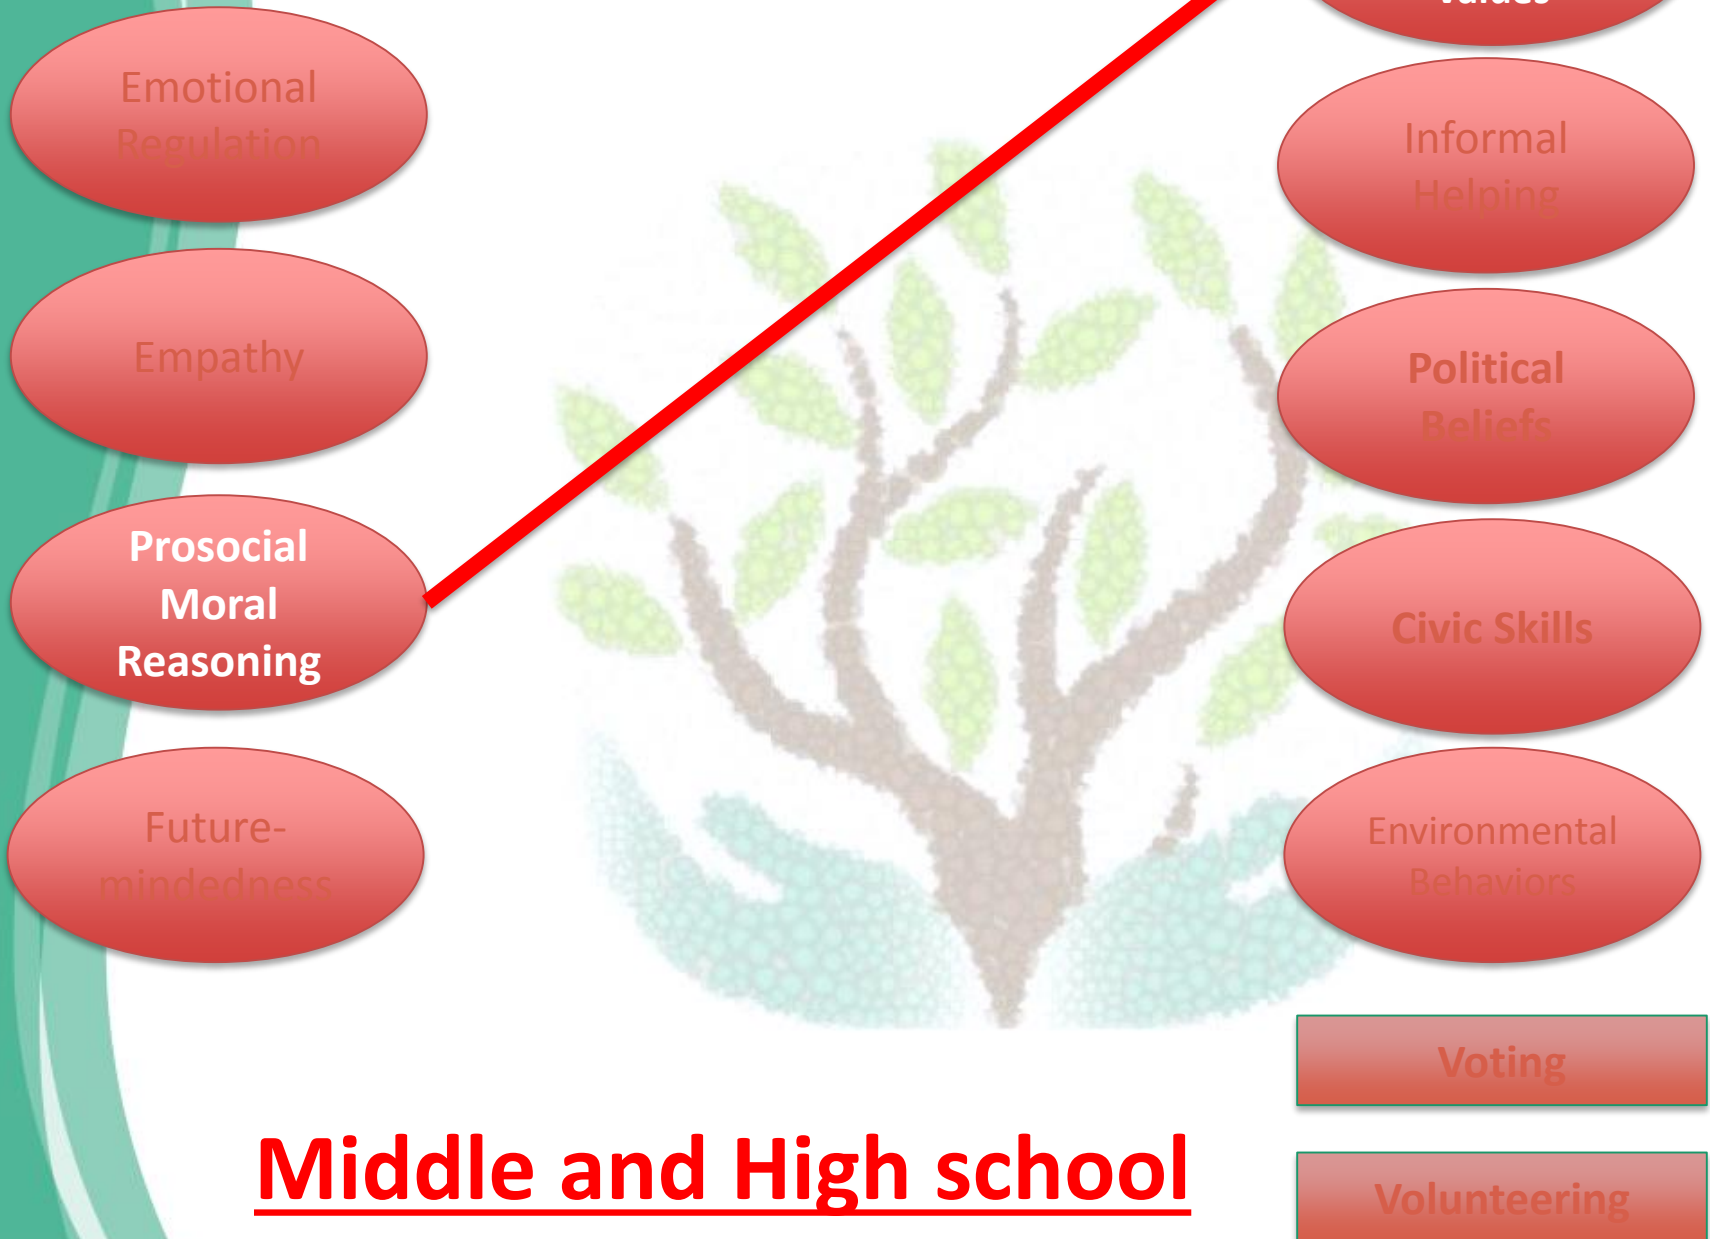 Values
Emotional
Regulation
Informal
Helping
Empathy
Political
Beliefs
Prosocial
Moral
Reasoning
Civic Skills
Future-
mindedness
Environmental
Behaviors
Voting
Middle and High school
Volunteering